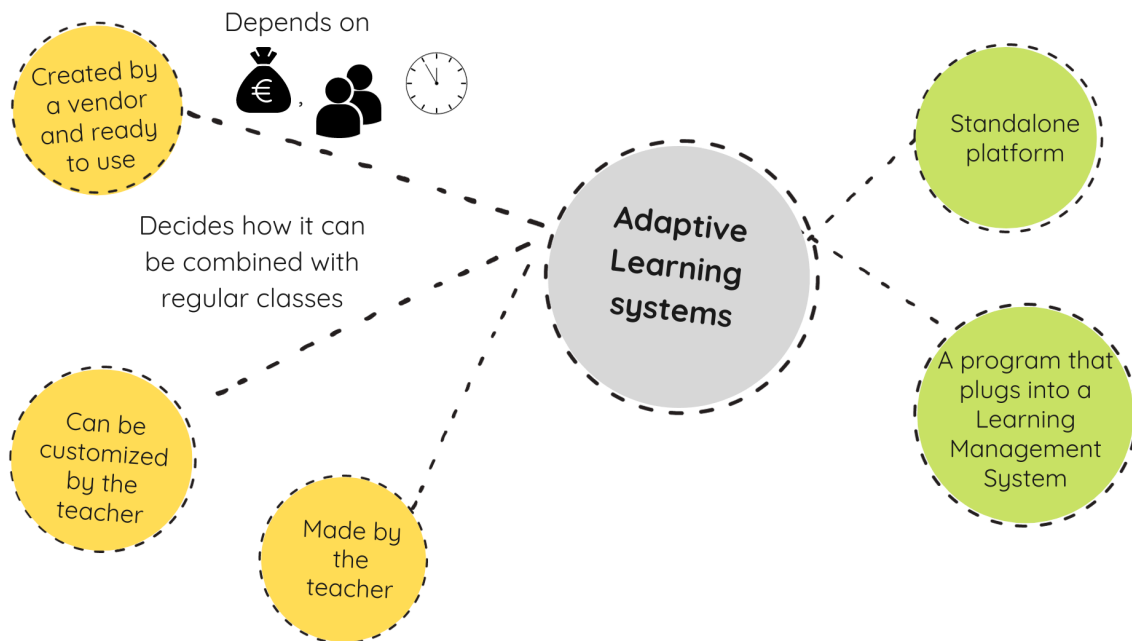 Depends on
€
,
Created by
a vendor
and ready
to use
Decides how it can
be combined with
regular classes
Can be
customized
by the
teacher
Made by
the
teacher
Adaptive
Learning
systems
Standalone
platform
A program that
plugs into a
Learning
Management
System